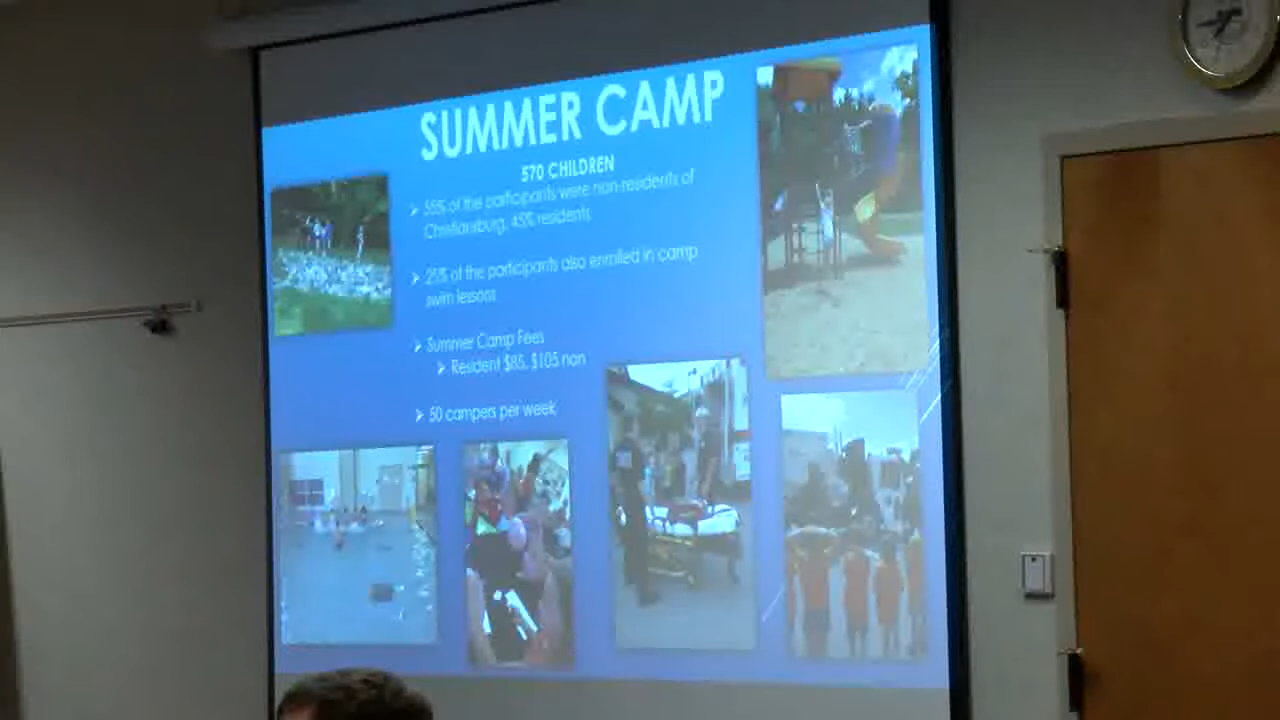 SUMMER CAMP
570 CHILDREN
➢ 55% of the participants were non-residents of
Christiansburg, 45% residents
➢ 25% of the participants also enrolled in camp
swim lessons
➢ Summer Camp Fees
➢ Resident $85, $105 non
➢ 50 campers per week